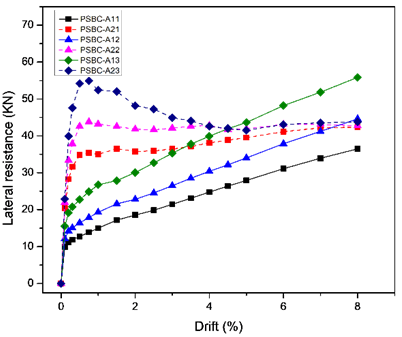 PSBC-A11
PSBC-A21
PSBC-A12
PSBC-A22
PSBC-A13
PSBC-A23
70
60
50
40
30
20
10
0
Lateral resistance (KN)
0 2 4 6 8
Drift (%)